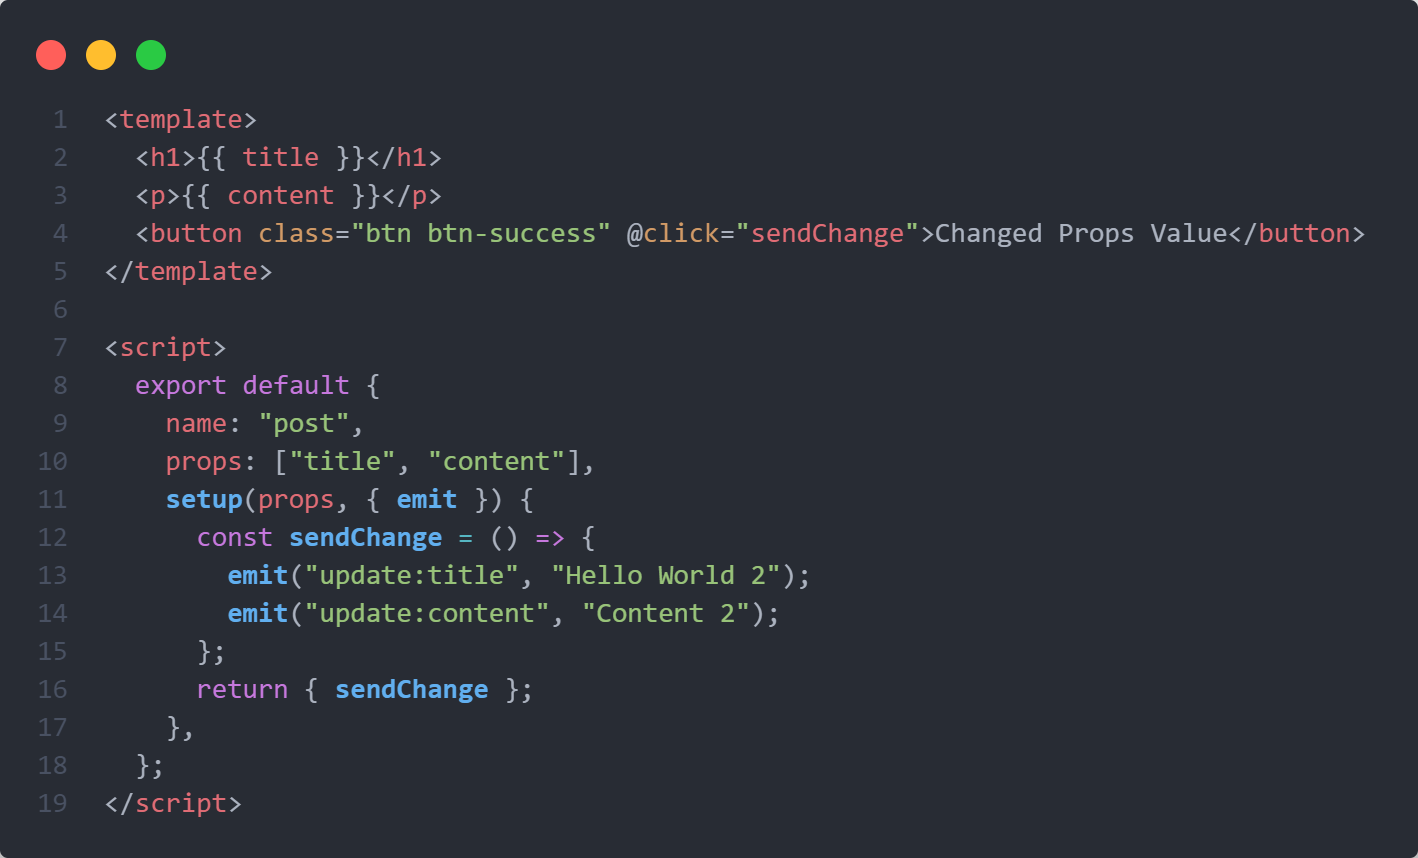 1 <template>
2   <h1>{{ title }}</h1>
3   <p>{{ content }}</p>
4   <button class="btn btn-success" @click="sendChange">Changed Props Value</button>
5 </template>
6
7 <script>
8   export default {
9     name: "post",
10     props: ["title", "content"],
11     setup(props, { emit }) {
12       const sendChange = () => {
13         emit("update:title", "Hello World 2");
14         emit("update:content", "Content 2");
15       };
16       return { sendChange };
17     },
18   };
19 </script>